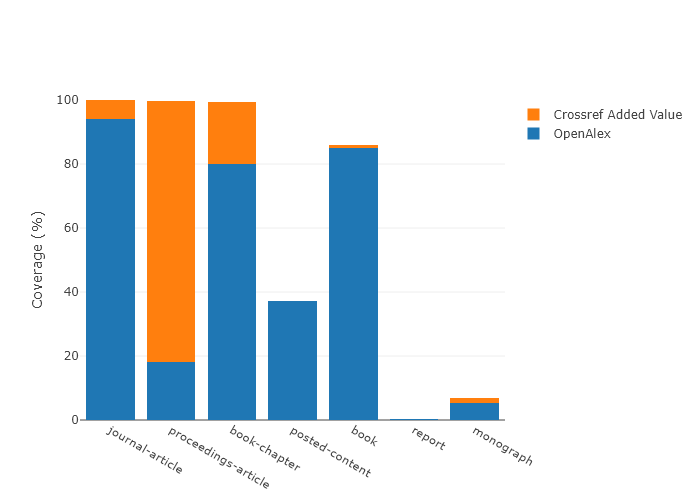 Crossref Added Value
OpenAlex
Coverage (%)
100
80
60
40
20
0
journal-article
proceedings-article
book-chapter
posted-content
book
report
monograph